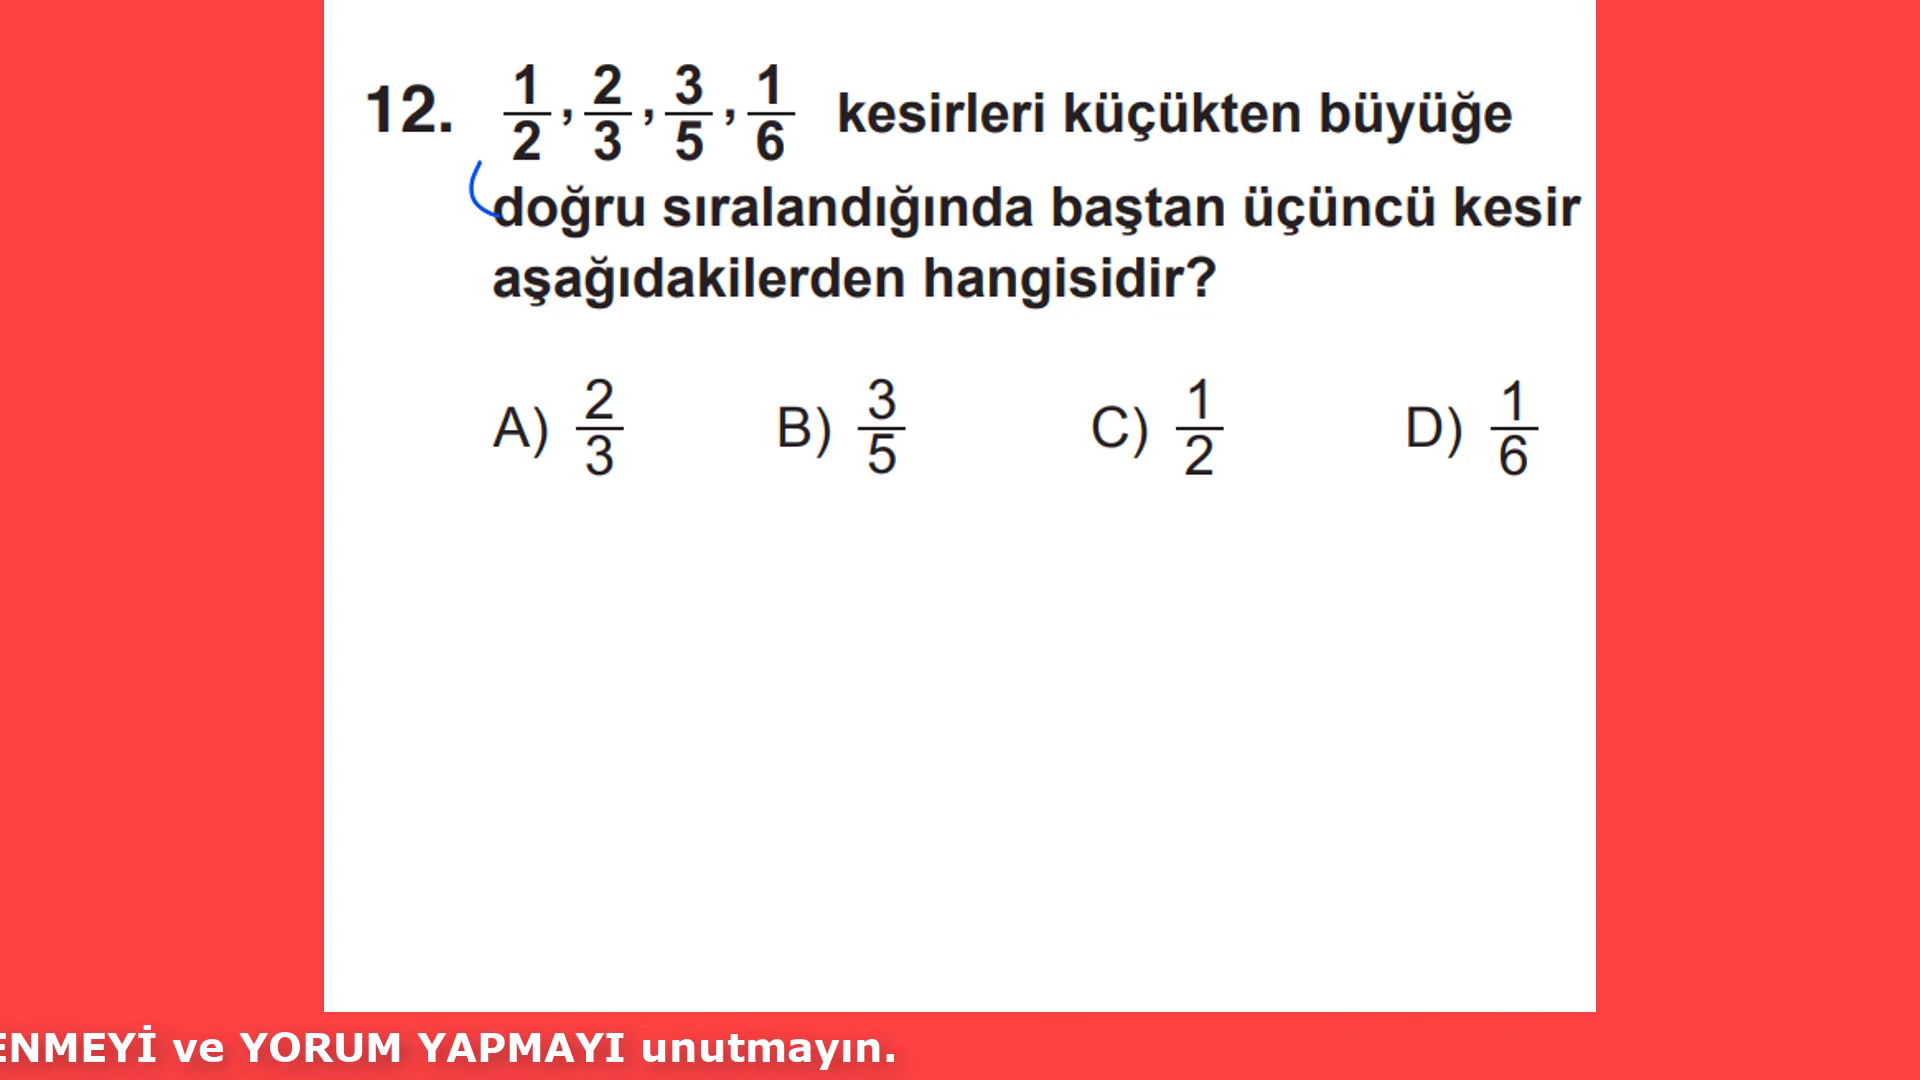 12. 1/2 , 2/3 , 3/5 , 1/6 kesirleri küçükten büyüğe
doğru sıralandığında baştan üçüncü kesir
aşağıdakilerden hangisidir?
A) 2/3 B) 3/5 C) 1/2 D) 1/6
ENMEYİ ve YORUM YAPMAYI unutmayın.